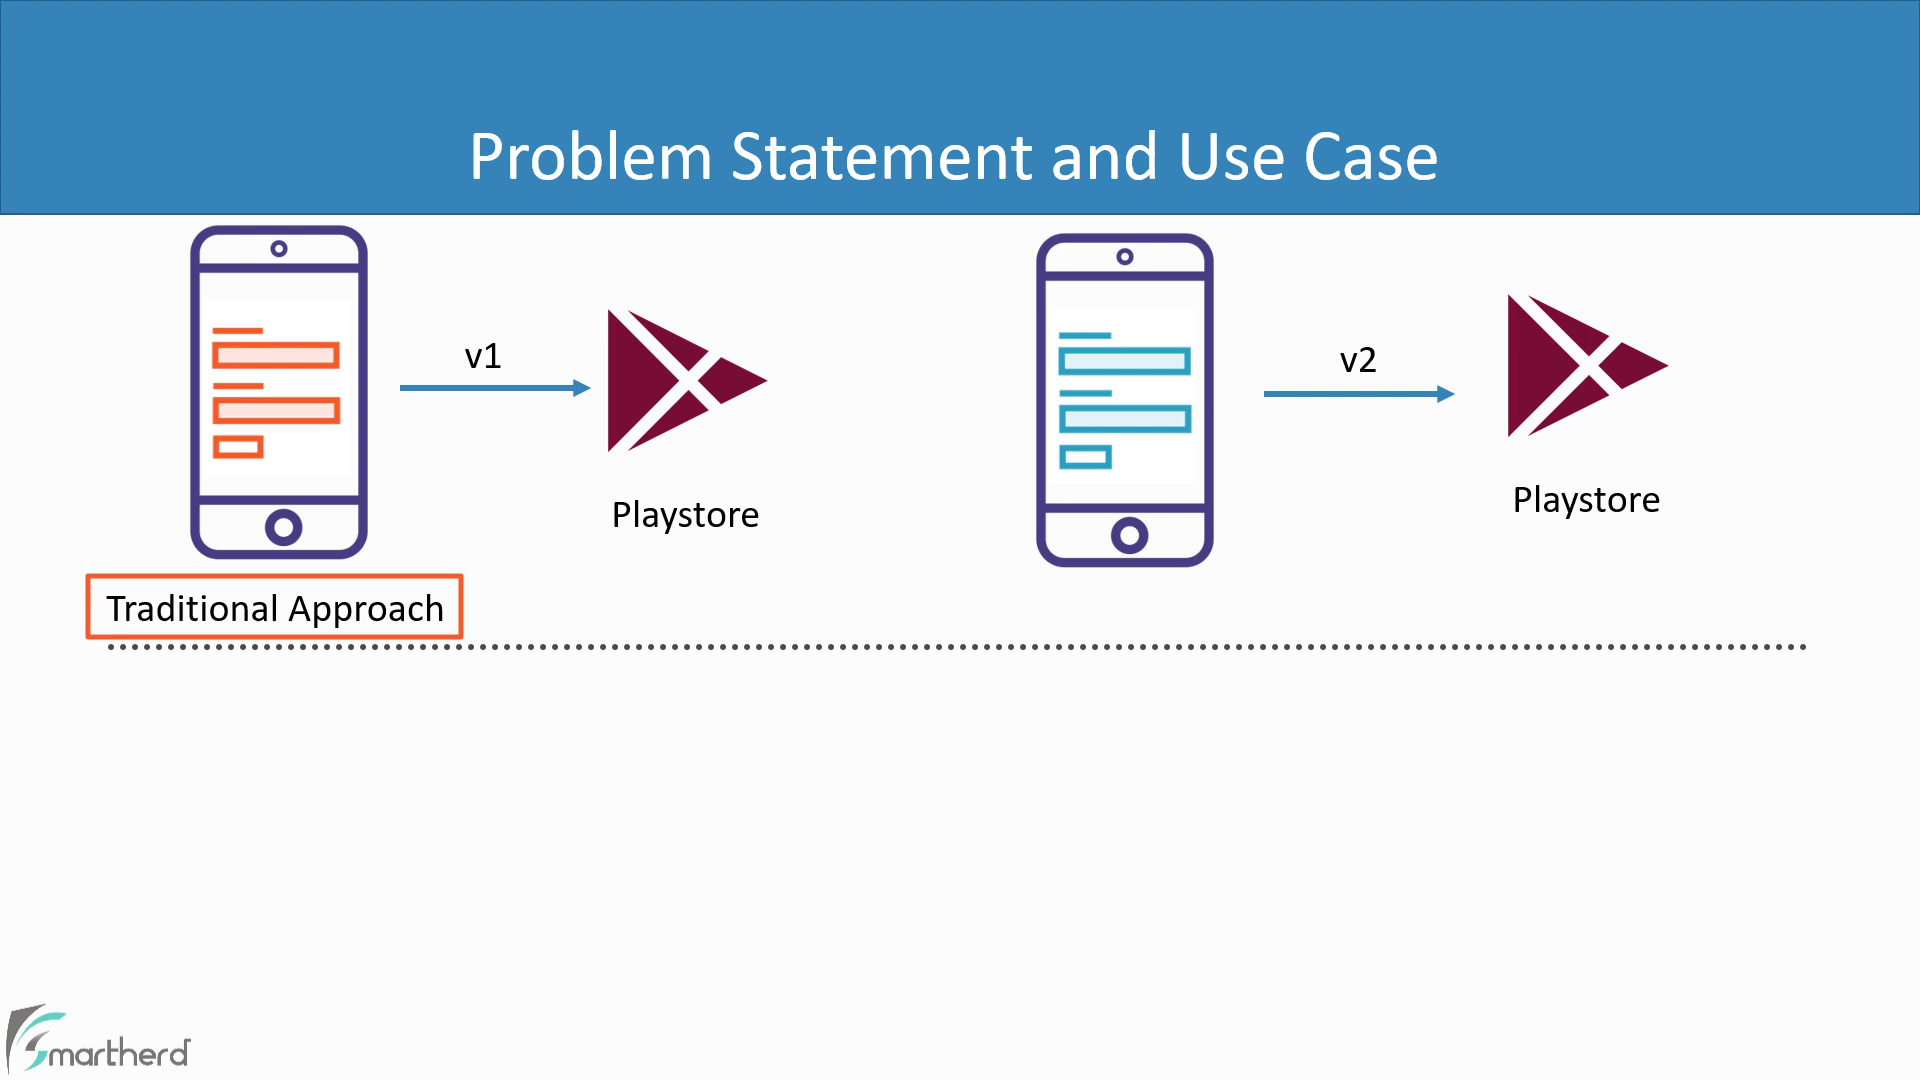 Problem Statement and Use Case
v1
v2
Playstore
Playstore
Traditional Approach
Smartherd